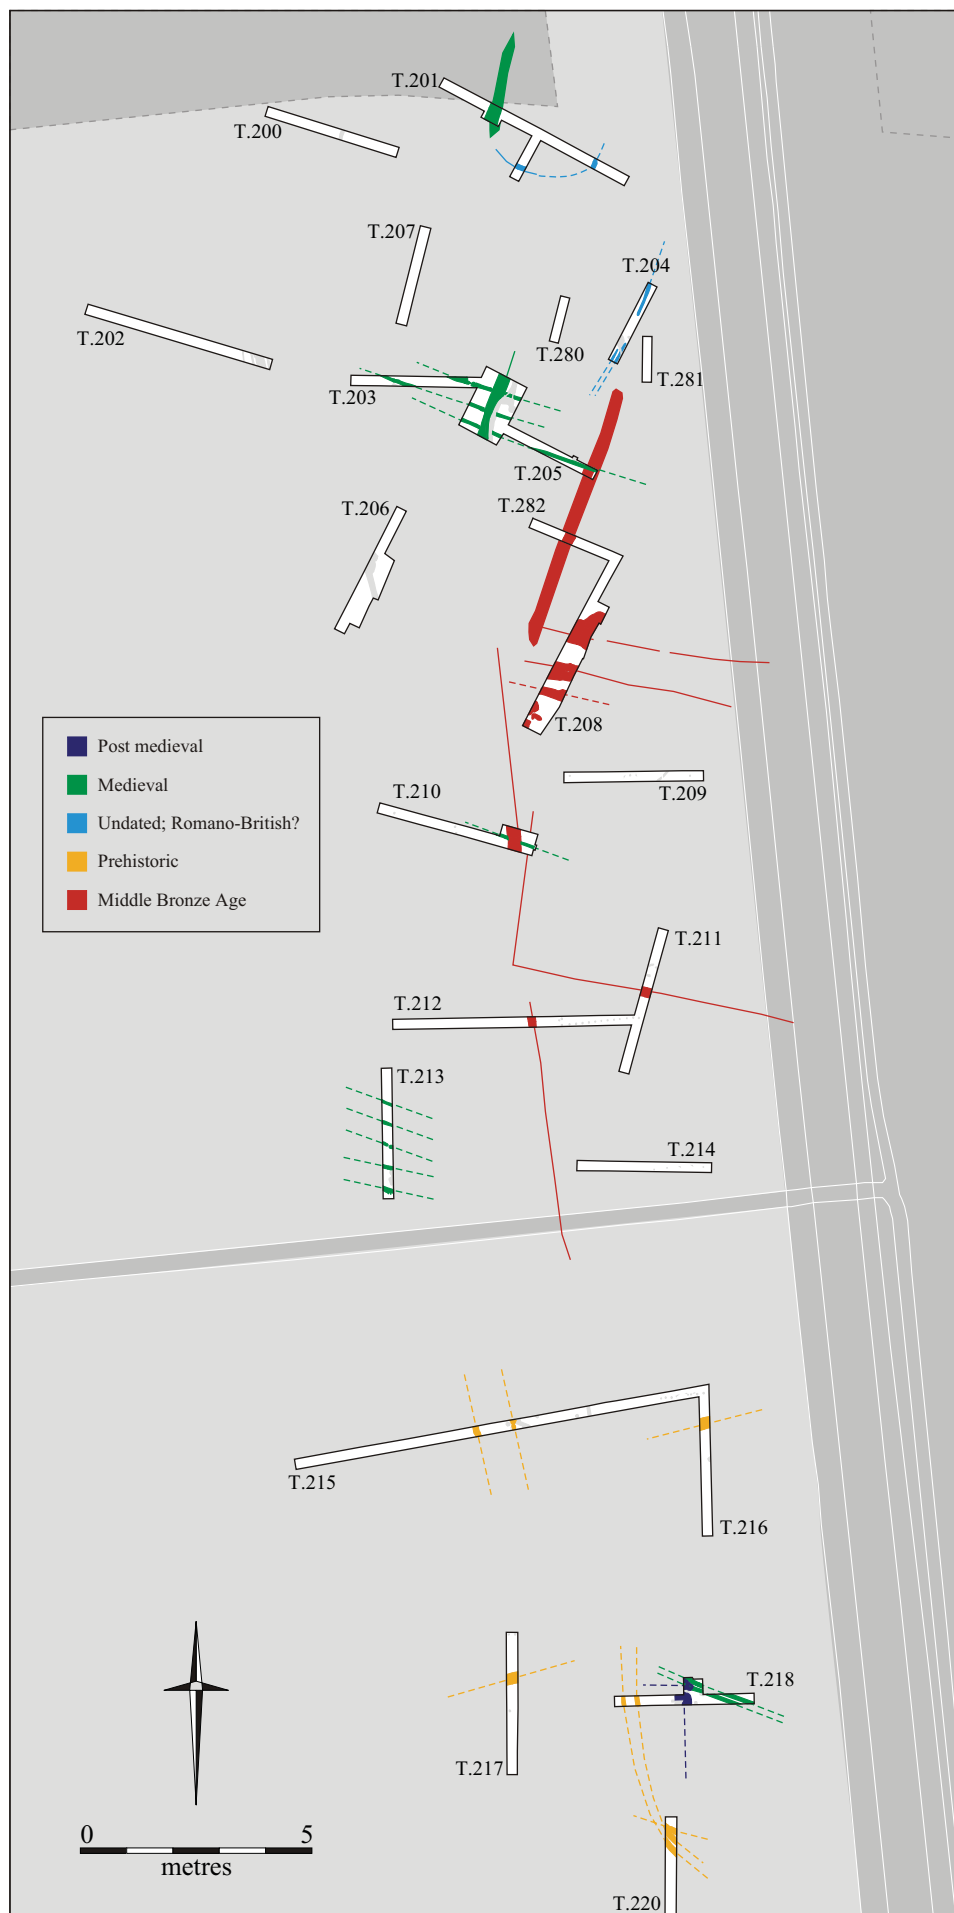 T.201
T.200
T.207
T.204
T.202
T.280
T.281
T.203
T.205
T.206
T.282
T.208
Post medieval
Medieval
Undated; Romano-British?
Prehistoric
Middle Bronze Age
T.209
T.210
T.211
T.212
T.213
T.214
T.215
T.216
T.218
T.217
0 5
metres
T.220